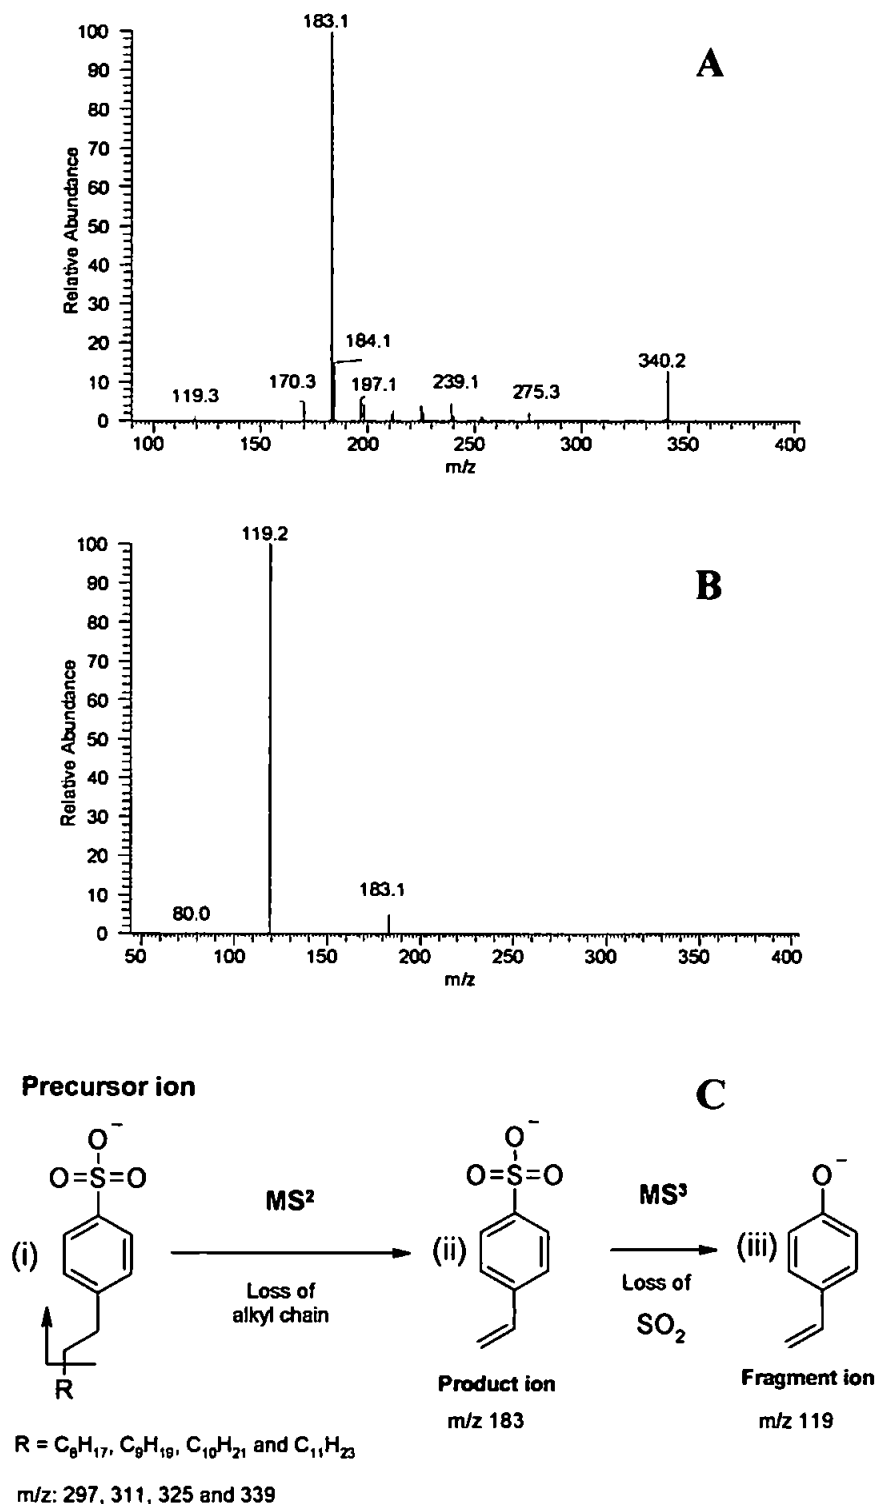 183.1
A
100
90
80
70
60
50
40
30
20
10
0
Relative Abundance
119.3
170.3
184.1
197.1
239.1
275.3
340.2
100
150
200
250
300
350
400
m/z
119.2
B
100
90
80
70
60
50
40
30
20
10
0
Relative Abundance
80.0
183.1
50
100
150
200
250
300
350
400
m/z
Precursor ion
C
O⁻
O=S=O
(i)
R
MS²
Loss of
alkyl chain
O⁻
O=S=O
(ii)
Product ion
m/z 183
MS³
Loss of
SO₂
O⁻
(iii)
Fragment ion
m/z 119
R = C₈H₁₇, C₉H₁₉, C₁₀H₂₁ and C₁₁H₂₃
m/z: 297, 311, 325 and 339